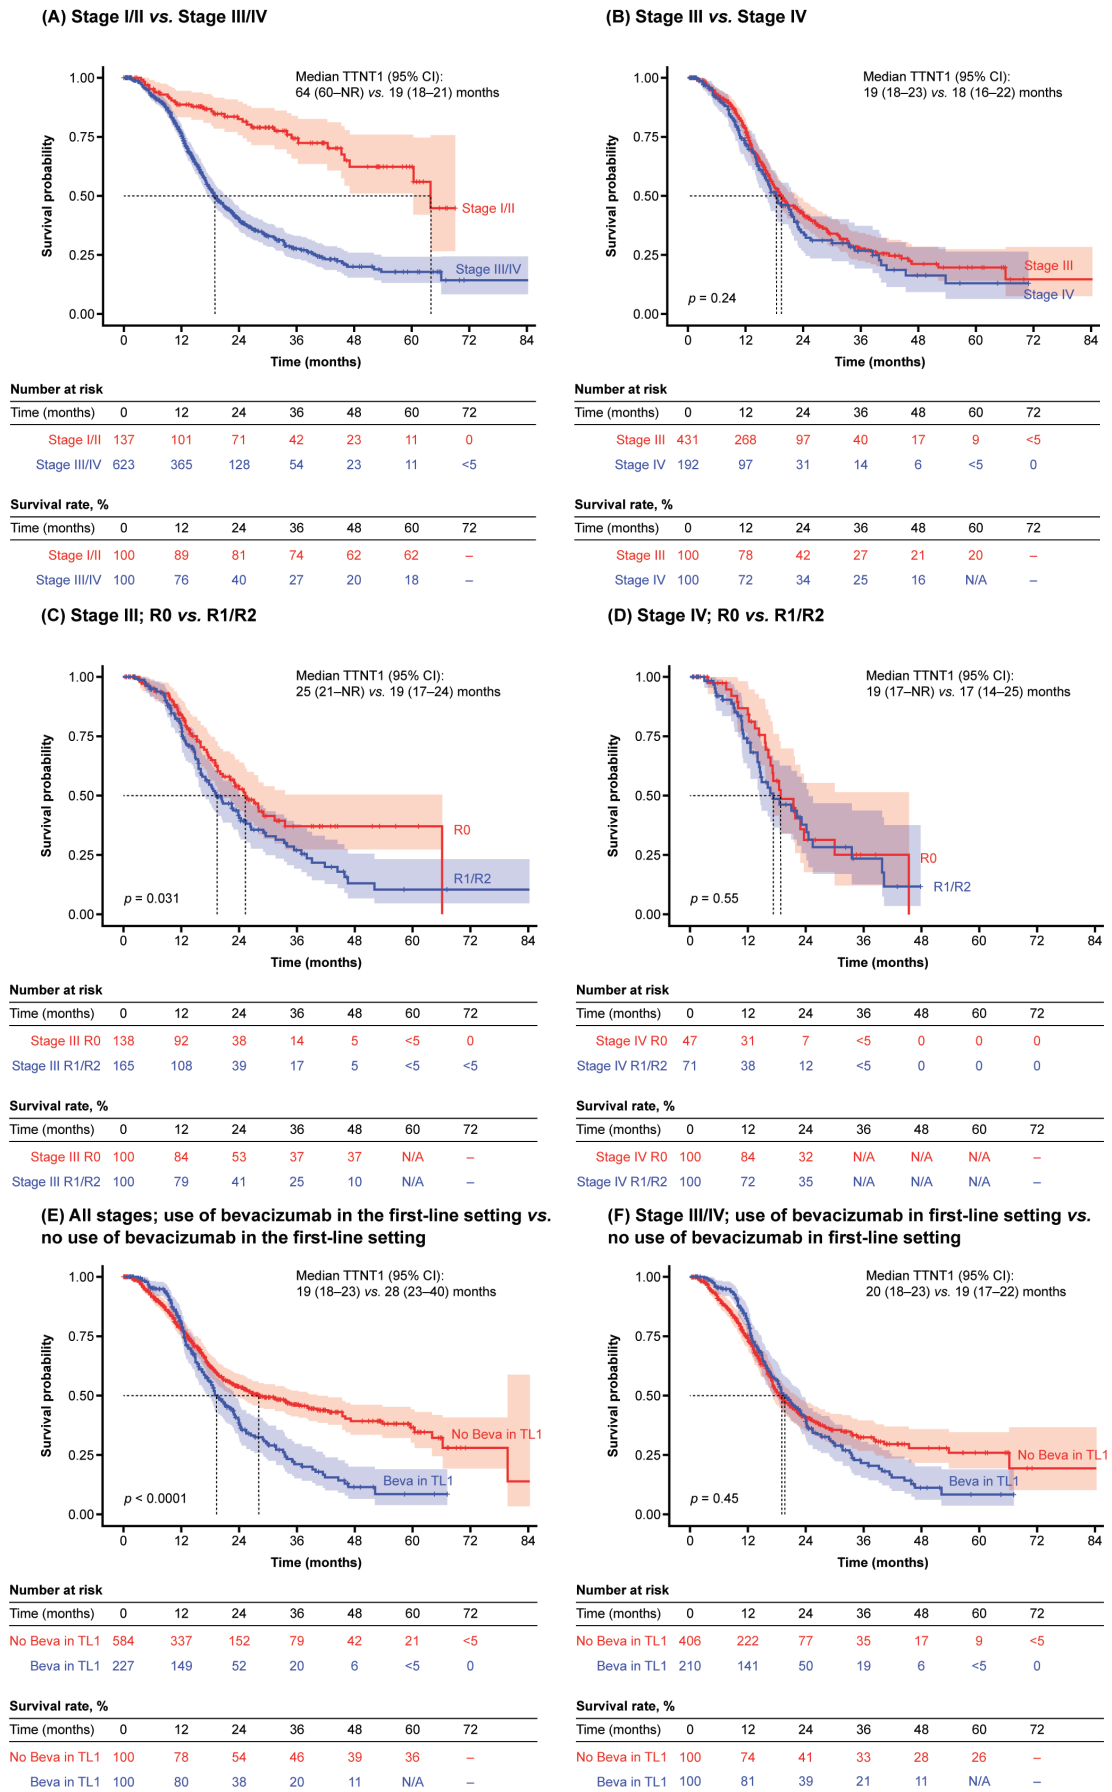 (A) Stage I/II vs. Stage III/IV
Median TTNT1 (95% CI):
64 (60–NR) vs. 19 (18–21) months
Survival probability
1.00
0.75
0.50
0.25
0.00
Stage I/II
Stage III/IV
0 12 24 36 48 60 72 84
Time (months)
Number at risk
Time (months) 0 12 24 36 48 60 72
Stage I/II 137 101 71 42 23 11 0
Stage III/IV 623 365 128 54 23 11 <5
Survival rate, %
Time (months) 0 12 24 36 48 60 72
Stage I/II 100 89 81 74 62 62 –
Stage III/IV 100 76 40 27 20 18 –
(B) Stage III vs. Stage IV
Median TTNT1 (95% CI):
19 (18–23) vs. 18 (16–22) months
Survival probability
1.00
0.75
0.50
0.25
0.00
Stage III
Stage IV
p = 0.24
0 12 24 36 48 60 72 84
Time (months)
Number at risk
Time (months) 0 12 24 36 48 60 72
Stage III 431 268 97 40 17 9 <5
Stage IV 192 97 31 14 6 <5 0
Survival rate, %
Time (months) 0 12 24 36 48 60 72
Stage III 100 78 42 27 21 20 –
Stage IV 100 72 34 25 16 N/A –
(C) Stage III; R0 vs. R1/R2
Median TTNT1 (95% CI):
25 (21–NR) vs. 19 (17–24) months
Survival probability
1.00
0.75
0.50
0.25
0.00
R0
R1/R2
p = 0.031
0 12 24 36 48 60 72 84
Time (months)
Number at risk
Time (months) 0 12 24 36 48 60 72
Stage III R0 138 92 38 14 5 <5 0
Stage III R1/R2 165 108 39 17 5 <5 <5
Survival rate, %
Time (months) 0 12 24 36 48 60 72
Stage III R0 100 84 53 37 37 N/A –
Stage III R1/R2 100 79 41 25 10 N/A –
(D) Stage IV; R0 vs. R1/R2
Median TTNT1 (95% CI):
19 (17–NR) vs. 17 (14–25) months
Survival probability
1.00
0.75
0.50
0.25
0.00
R0
R1/R2
p = 0.55
0 12 24 36 48 60 72 84
Time (months)
Number at risk
Time (months) 0 12 24 36 48 60 72
Stage IV R0 47 31 7 <5 0 0 0
Stage IV R1/R2 71 38 12 <5 0 0 0
Survival rate, %
Time (months) 0 12 24 36 48 60 72
Stage IV R0 100 84 32 N/A N/A N/A –
Stage IV R1/R2 100 72 35 N/A N/A N/A –
(E) All stages; use of bevacizumab in the first-line setting vs.
no use of bevacizumab in the first-line setting
Median TTNT1 (95% CI):
19 (18–23) vs. 28 (23–40) months
Survival probability
1.00
0.75
0.50
0.25
0.00
No Beva in TL1
Beva in TL1
p < 0.0001
0 12 24 36 48 60 72 84
Time (months)
Number at risk
Time (months) 0 12 24 36 48 60 72
No Beva in TL1 584 337 152 79 42 21 <5
Beva in TL1 227 149 52 20 6 <5 0
Survival rate, %
Time (months) 0 12 24 36 48 60 72
No Beva in TL1 100 78 54 46 39 36 –
Beva in TL1 100 80 38 20 11 N/A –
(F) Stage III/IV; use of bevacizumab in first-line setting vs.
no use of bevacizumab in first-line setting
Median TTNT1 (95% CI):
20 (18–23) vs. 19 (17–22) months
Survival probability
1.00
0.75
0.50
0.25
0.00
No Beva in TL1
Beva in TL1
p = 0.45
0 12 24 36 48 60 72 84
Time (months)
Number at risk
Time (months) 0 12 24 36 48 60 72
No Beva in TL1 406 222 77 35 17 9 <5
Beva in TL1 210 141 50 19 6 <5 0
Survival rate, %
Time (months) 0 12 24 36 48 60 72
No Beva in TL1 100 74 41 33 28 26 –
Beva in TL1 100 81 39 21 11 N/A –